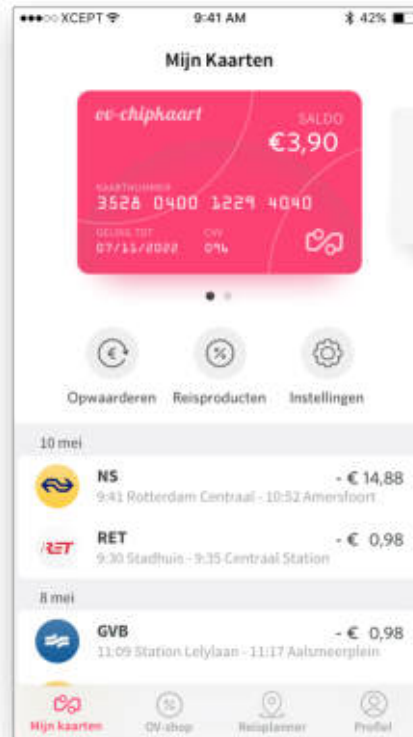 XCEPT 9:41 AM 42%
Mijn Kaarten
ov-chipkaart
SALDO
€3,90
KAARTNUMMER
3528 0400 1229 4040
GELDIG TOT CVV
07/11/2022 096
Opwaarderen Reisproducten Instellingen
10 mei
NS - € 14,88
9:41 Rotterdam Centraal - 10:52 Amersfoort
RET RET - € 0,98
9:30 Stadhuis - 9:35 Centraal Station
8 mei
GVB - € 0,98
11:09 Station Lelylaan - 11:17 Aalsmeerplein
Mijn kaarten OV-shop Reisplanner Profiel